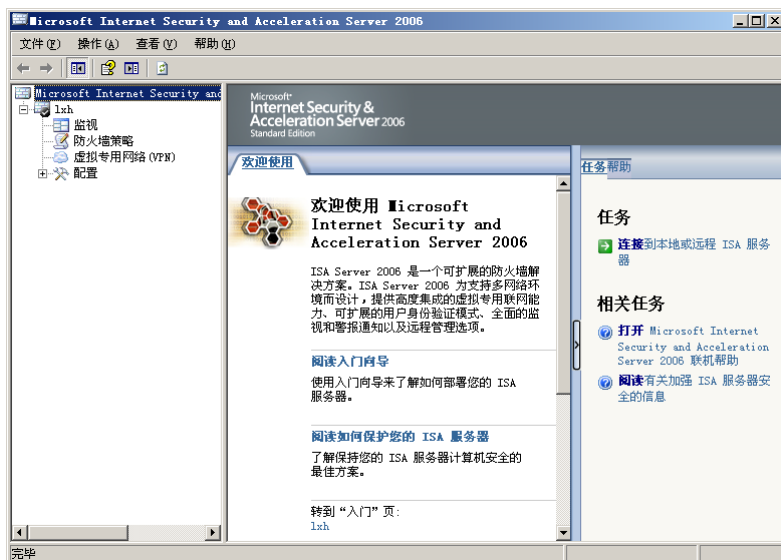 Microsoft Internet Security and Acceleration Server 2006
文件(F) 操作(A) 查看(V) 帮助(H)
Microsoft Internet Security and
lxh
监视
防火墙策略
虚拟专用网络(VPN)
配置
Microsoft
Internet Security &
Acceleration Server 2006
Standard Edition
欢迎使用
欢迎使用 Microsoft
Internet Security and
Acceleration Server 2006
ISA Server 2006 是一个可扩展的防火墙解
决方案。ISA Server 2006 为支持多网络环
境而设计，提供高度集成的虚拟专用联网能
力、可扩展的用户身份验证模式、全面的监
视和警报通知以及远程管理选项。
阅读入门向导
使用入门向导来了解如何部署您的 ISA
服务器。
阅读如何保护您的 ISA 服务器
了解保持您的 ISA 服务器计算机安全的
最佳方案。
转到“入门”页:
lxh
任务帮助
任务
连接到本地或远程 ISA 服务
器
相关任务
打开 Microsoft Internet
Security and Acceleration
Server 2006 联机帮助
阅读有关加强 ISA 服务器安
全的信息
完毕